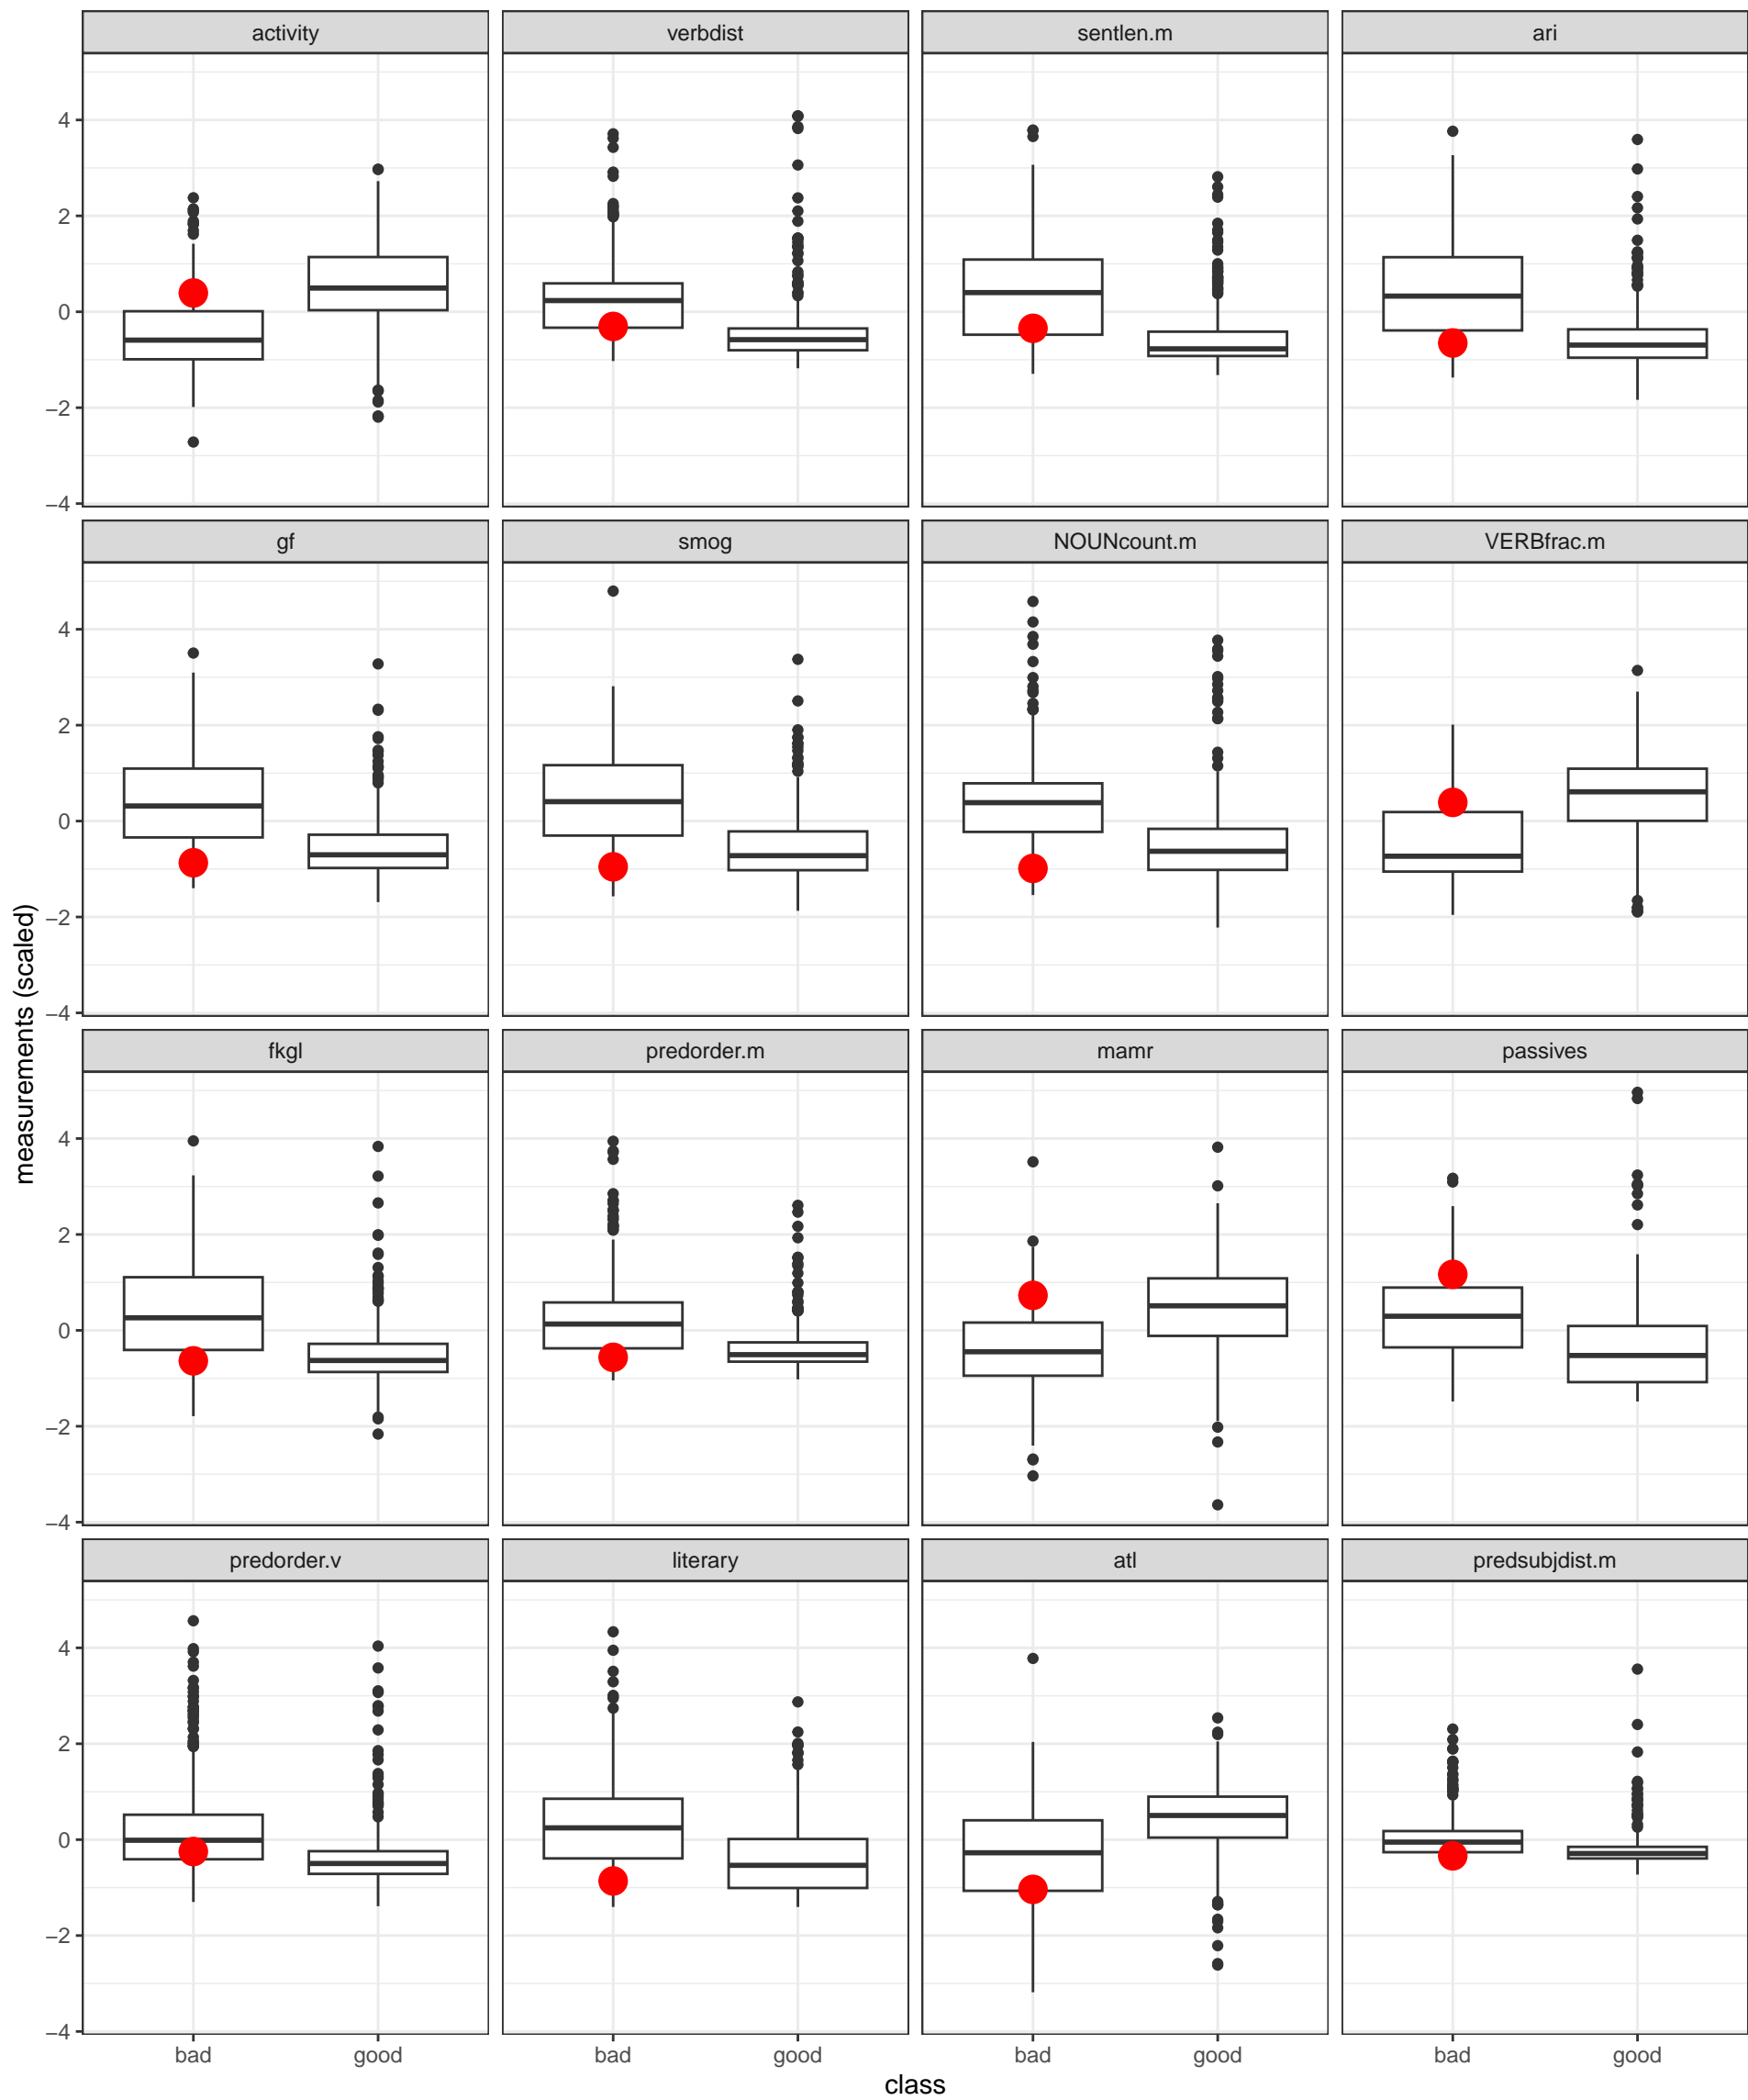 activity verbdist sentlen.m ari
4
2
0
−2
−4
gf smog NOUNcount.m VERBfrac.m
4
2
0
−2
−4
fkgl predorder.m mamr passives
4
2
0
−2
−4
predorder.v literary atl predsubjdist.m
4
2
0
−2
−4
measurements (scaled)
bad good bad good bad good bad good
class